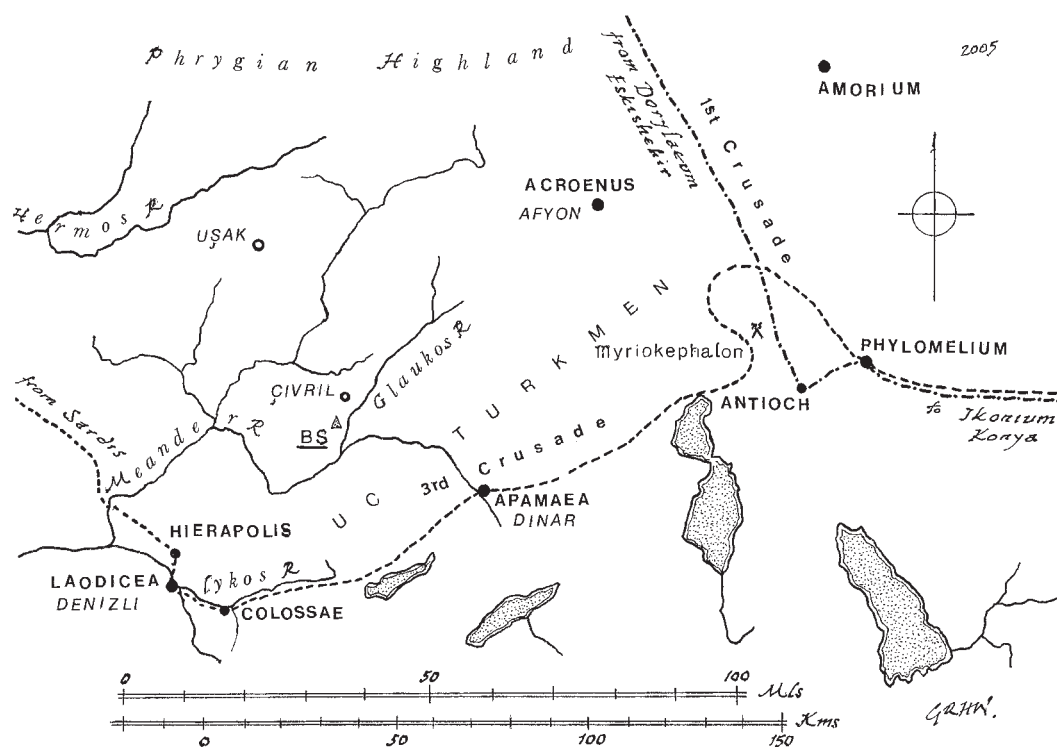 Phrygian Highland
2005
AMORIUM
from Dorylaeum
Eskishehir
1st Crusade
ACROENUS
AFYON
Hermos R
UŞAK
TURKMEN
UC
Myriokephalon
PHYLOMELIUM
ANTIOCH
to Ikonium
Konya
Glaukos R
ÇIVRIL
BS
from Sardis
Meander R
3rd Crusade
APAMAEA
DINAR
HIERAPOLIS
LAODICEA
DENİZLİ
Lykos R
COLOSSAE
0 50 100
Mls
Kms
0 50 100 150
GRHW.